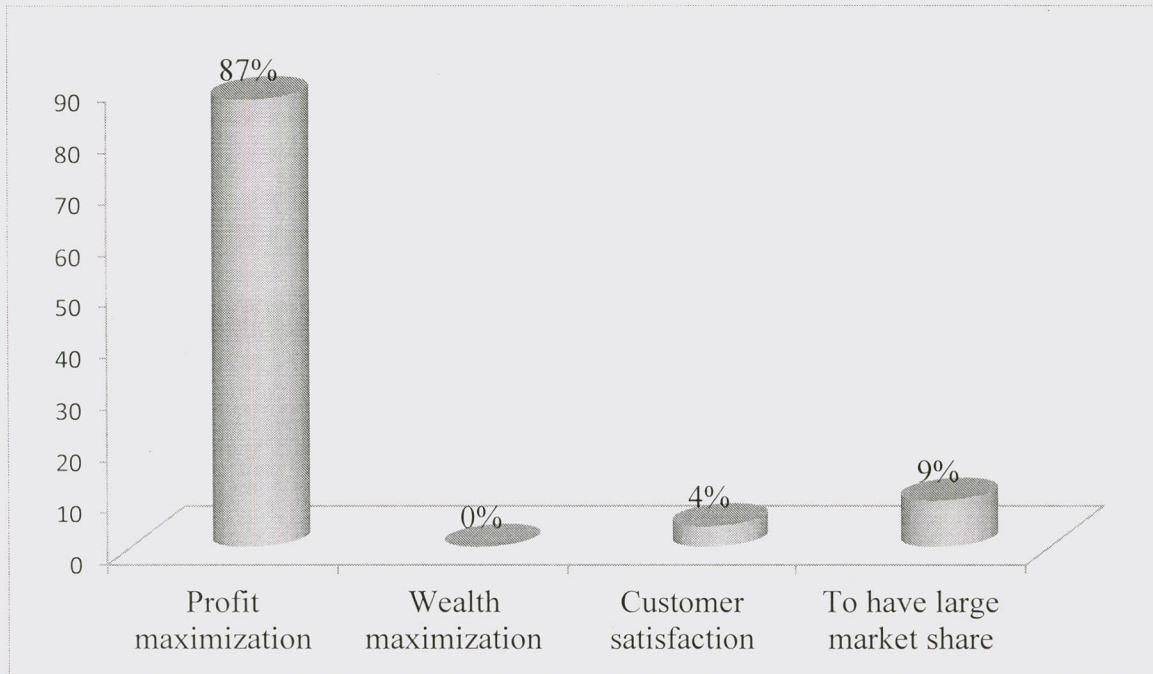 87%
90
80
70
60
50
40
30
20
10
0
0%
4%
9%
Profit
maximization
Wealth
maximization
Customer
satisfaction
To have large
market share